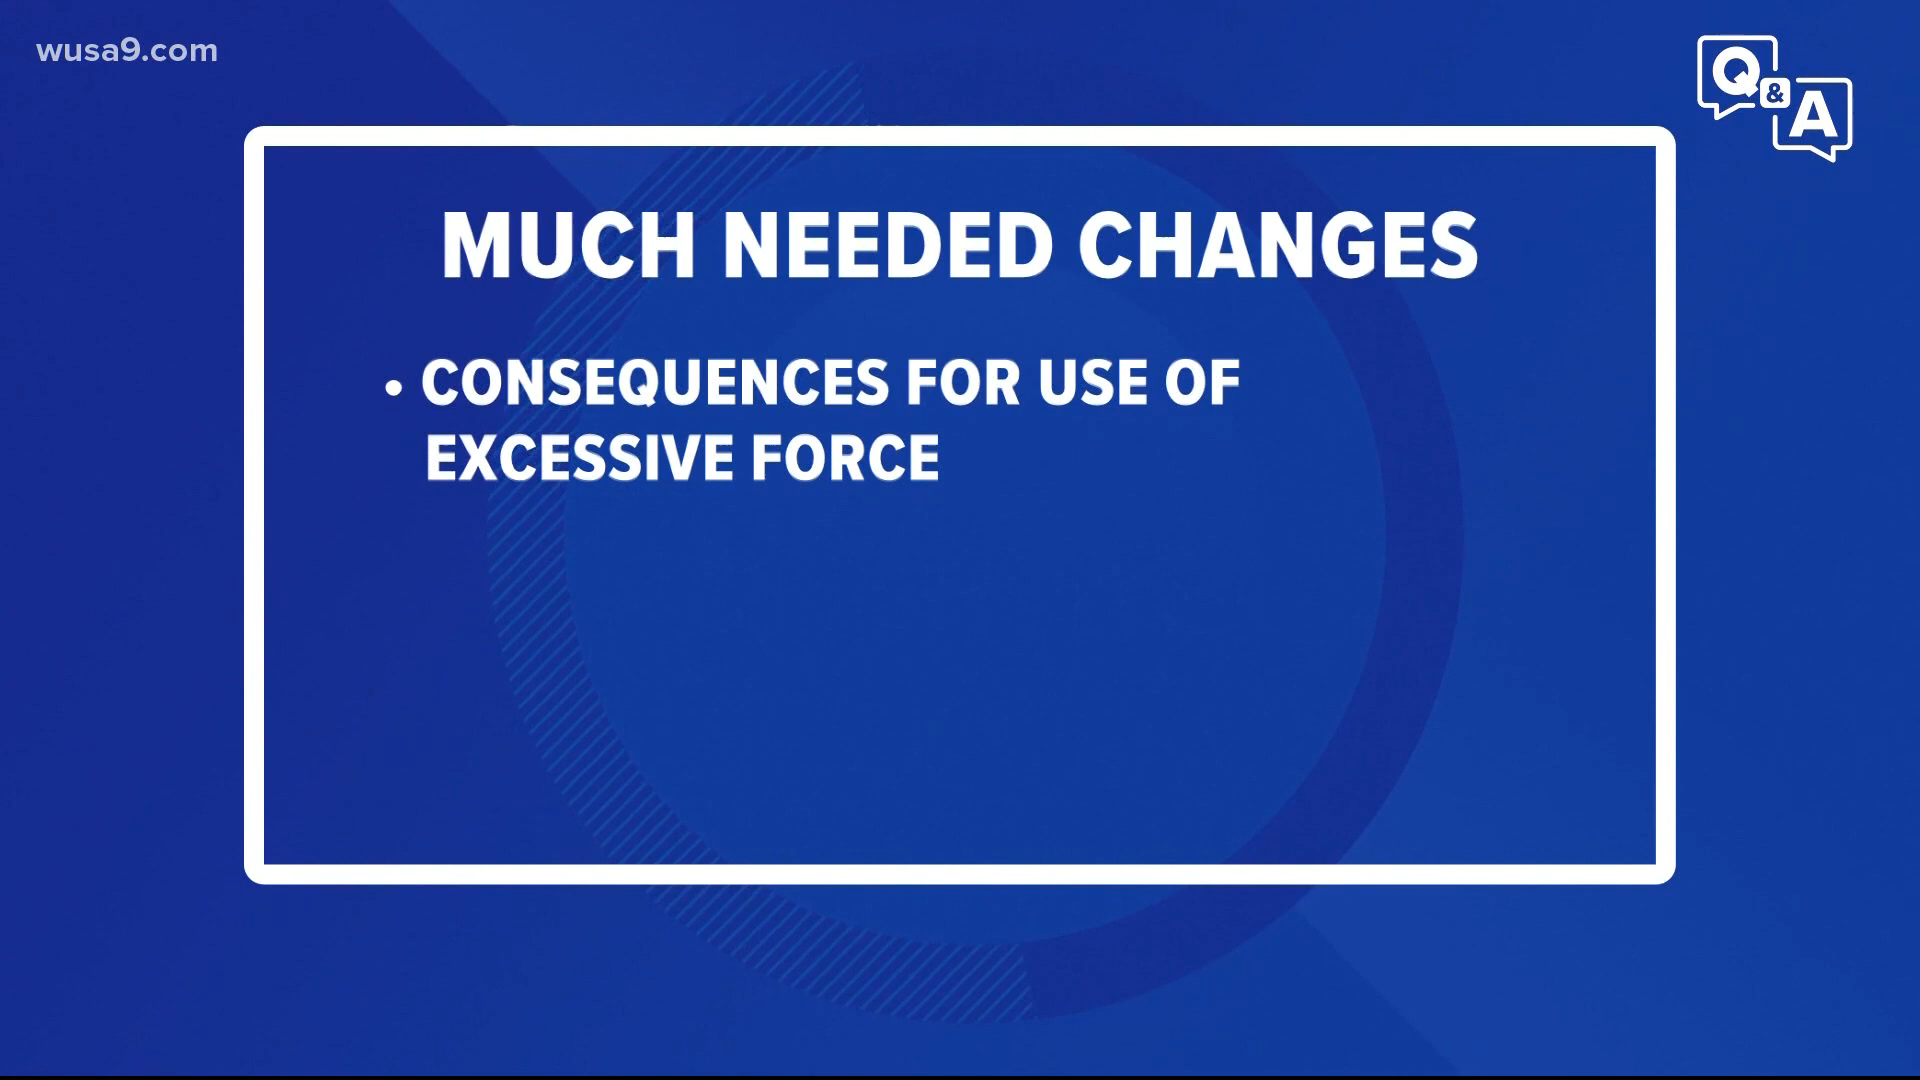 wusa9.com
Q & A
MUCH NEEDED CHANGES
• CONSEQUENCES FOR USE OF
EXCESSIVE FORCE